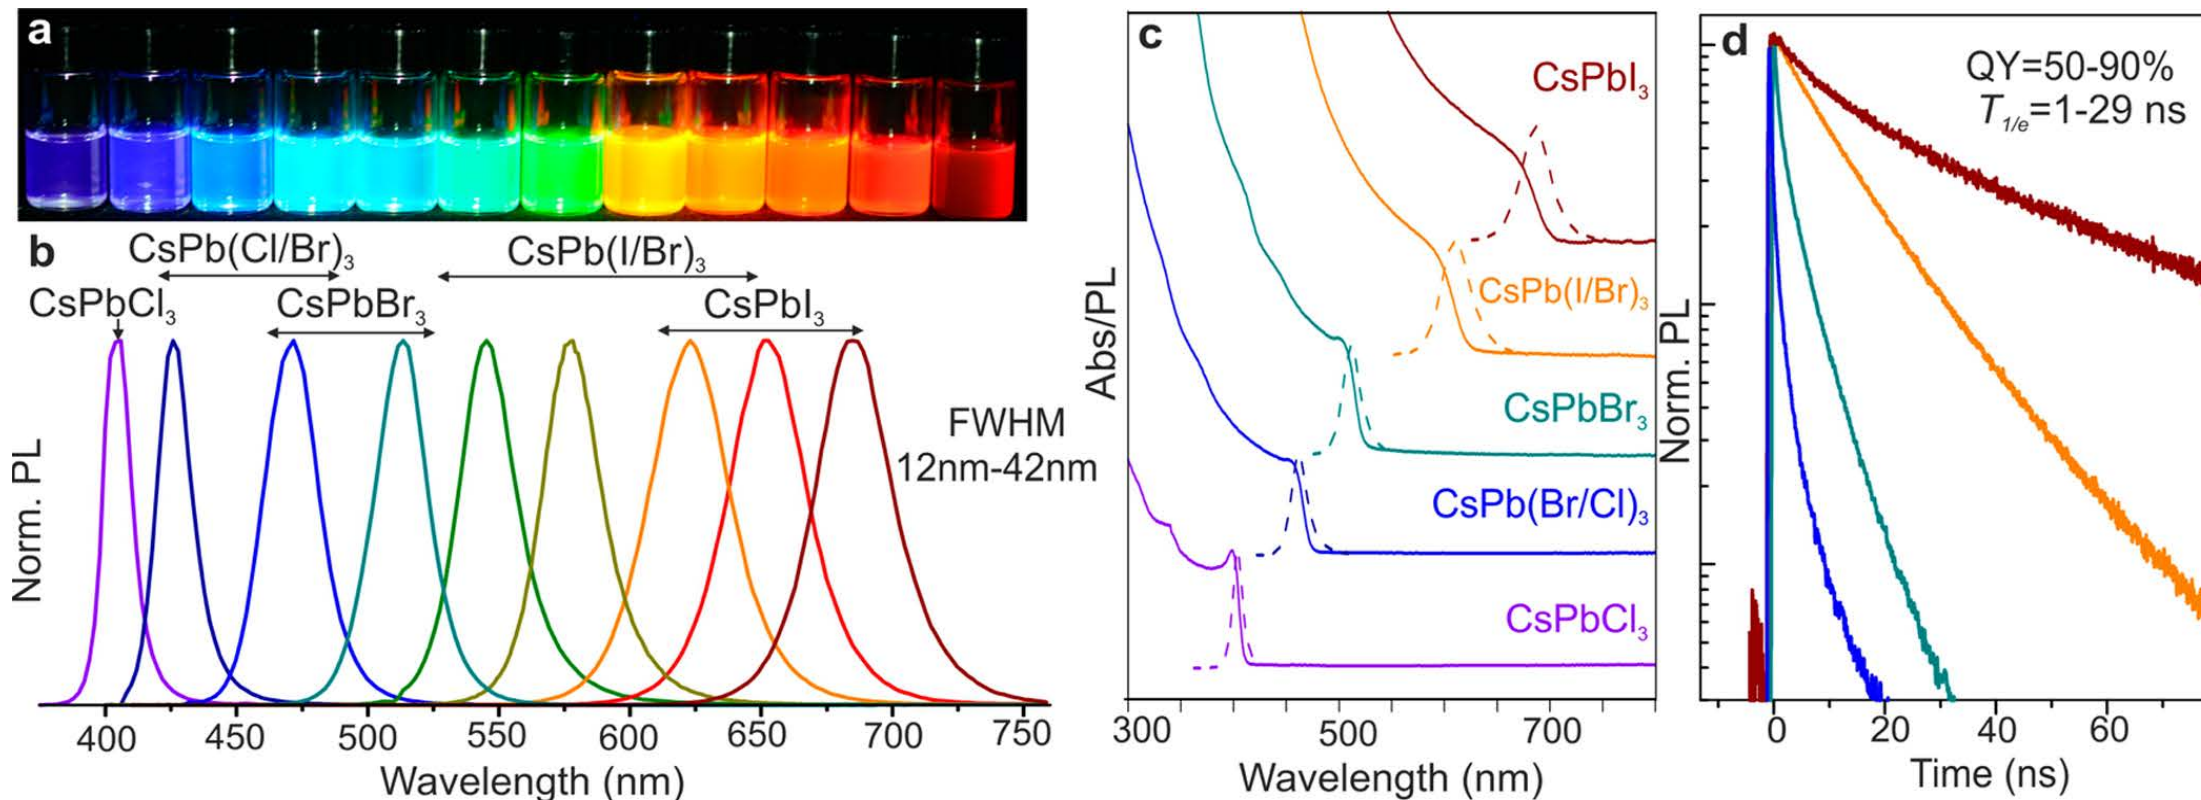 a
b
CsPb(Cl/Br)₃
CsPb(I/Br)₃
CsPbCl₃
CsPbBr₃
CsPbI₃
FWHM
12nm-42nm
Norm. PL
400 450 500 550 600 650 700 750
Wavelength (nm)
c
CsPbI₃
CsPb(I/Br)₃
CsPbBr₃
CsPb(Br/Cl)₃
CsPbCl₃
Abs/PL
300 500 700
Wavelength (nm)
d
QY=50-90%
T₁/ₑ=1-29 ns
Norm. PL
0 20 40 60
Time (ns)